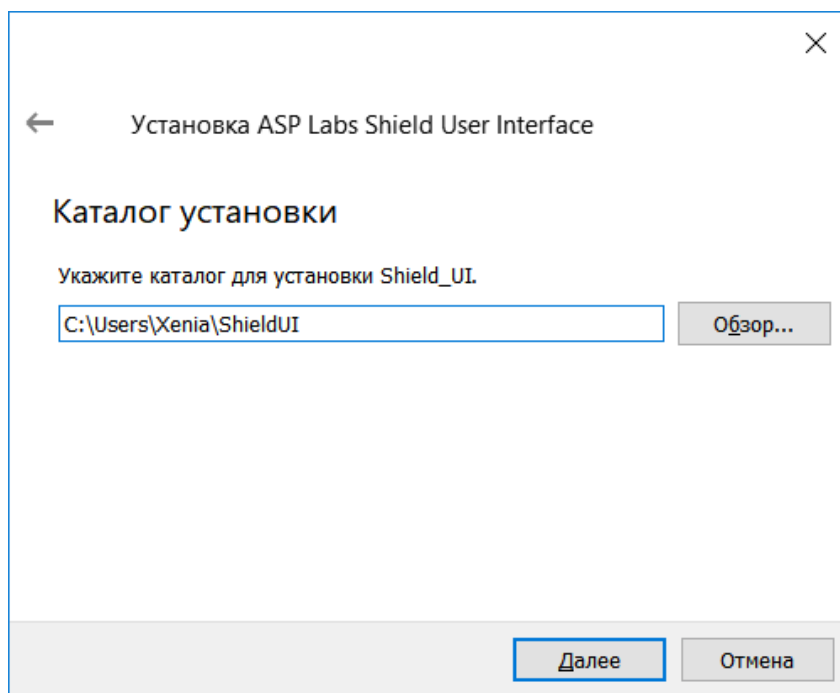 Установка ASP Labs Shield User Interface
Каталог установки
Укажите каталог для установки Shield_UI.
C:\Users\Xenia\ShieldUI
Обзор...
Далее
Отмена